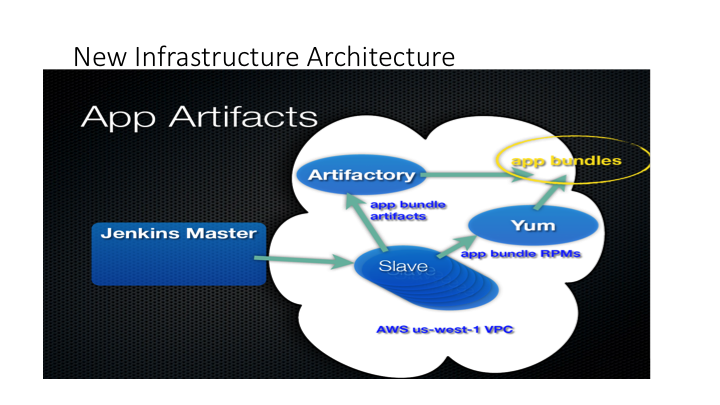 New Infrastructure Architecture
App Artifacts
app bundles
Artifactory
app bundle
artifacts
Yum
Jenkins Master
app bundle RPMs
Slave
AWS us-west-1 VPC